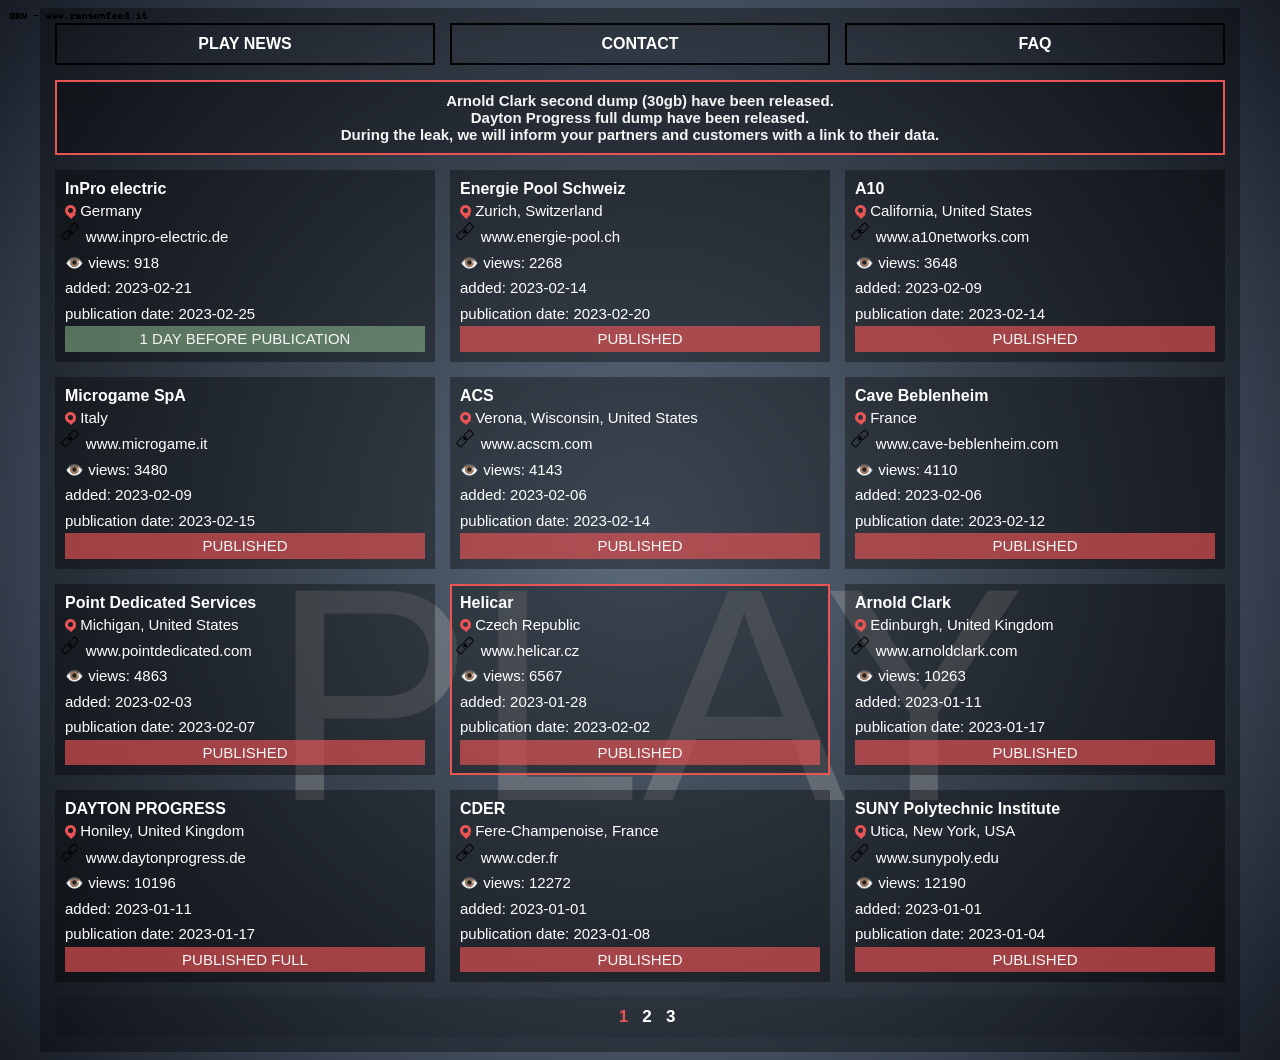 DRM - www.ransomfeed.it
PLAY NEWS
CONTACT
FAQ
Arnold Clark second dump (30gb) have been released.
Dayton Progress full dump have been released.
During the leak, we will inform your partners and customers with a link to their data.
InPro electric
Germany
www.inpro-electric.de
views: 918
added: 2023-02-21
publication date: 2023-02-25
1 DAY BEFORE PUBLICATION
Energie Pool Schweiz
Zurich, Switzerland
www.energie-pool.ch
views: 2268
added: 2023-02-14
publication date: 2023-02-20
PUBLISHED
A10
California, United States
www.a10networks.com
views: 3648
added: 2023-02-09
publication date: 2023-02-14
PUBLISHED
Microgame SpA
Italy
www.microgame.it
views: 3480
added: 2023-02-09
publication date: 2023-02-15
PUBLISHED
ACS
Verona, Wisconsin, United States
www.acscm.com
views: 4143
added: 2023-02-06
publication date: 2023-02-14
PUBLISHED
Cave Beblenheim
France
www.cave-beblenheim.com
views: 4110
added: 2023-02-06
publication date: 2023-02-12
PUBLISHED
Point Dedicated Services
Michigan, United States
www.pointdedicated.com
views: 4863
added: 2023-02-03
publication date: 2023-02-07
PUBLISHED
Helicar
Czech Republic
www.helicar.cz
views: 6567
added: 2023-01-28
publication date: 2023-02-02
PUBLISHED
Arnold Clark
Edinburgh, United Kingdom
www.arnoldclark.com
views: 10263
added: 2023-01-11
publication date: 2023-01-17
PUBLISHED
PLAY
DAYTON PROGRESS
Honiley, United Kingdom
www.daytonprogress.de
views: 10196
added: 2023-01-11
publication date: 2023-01-17
PUBLISHED FULL
CDER
Fere-Champenoise, France
www.cder.fr
views: 12272
added: 2023-01-01
publication date: 2023-01-08
PUBLISHED
SUNY Polytechnic Institute
Utica, New York, USA
www.sunypoly.edu
views: 12190
added: 2023-01-01
publication date: 2023-01-04
PUBLISHED
1 2 3